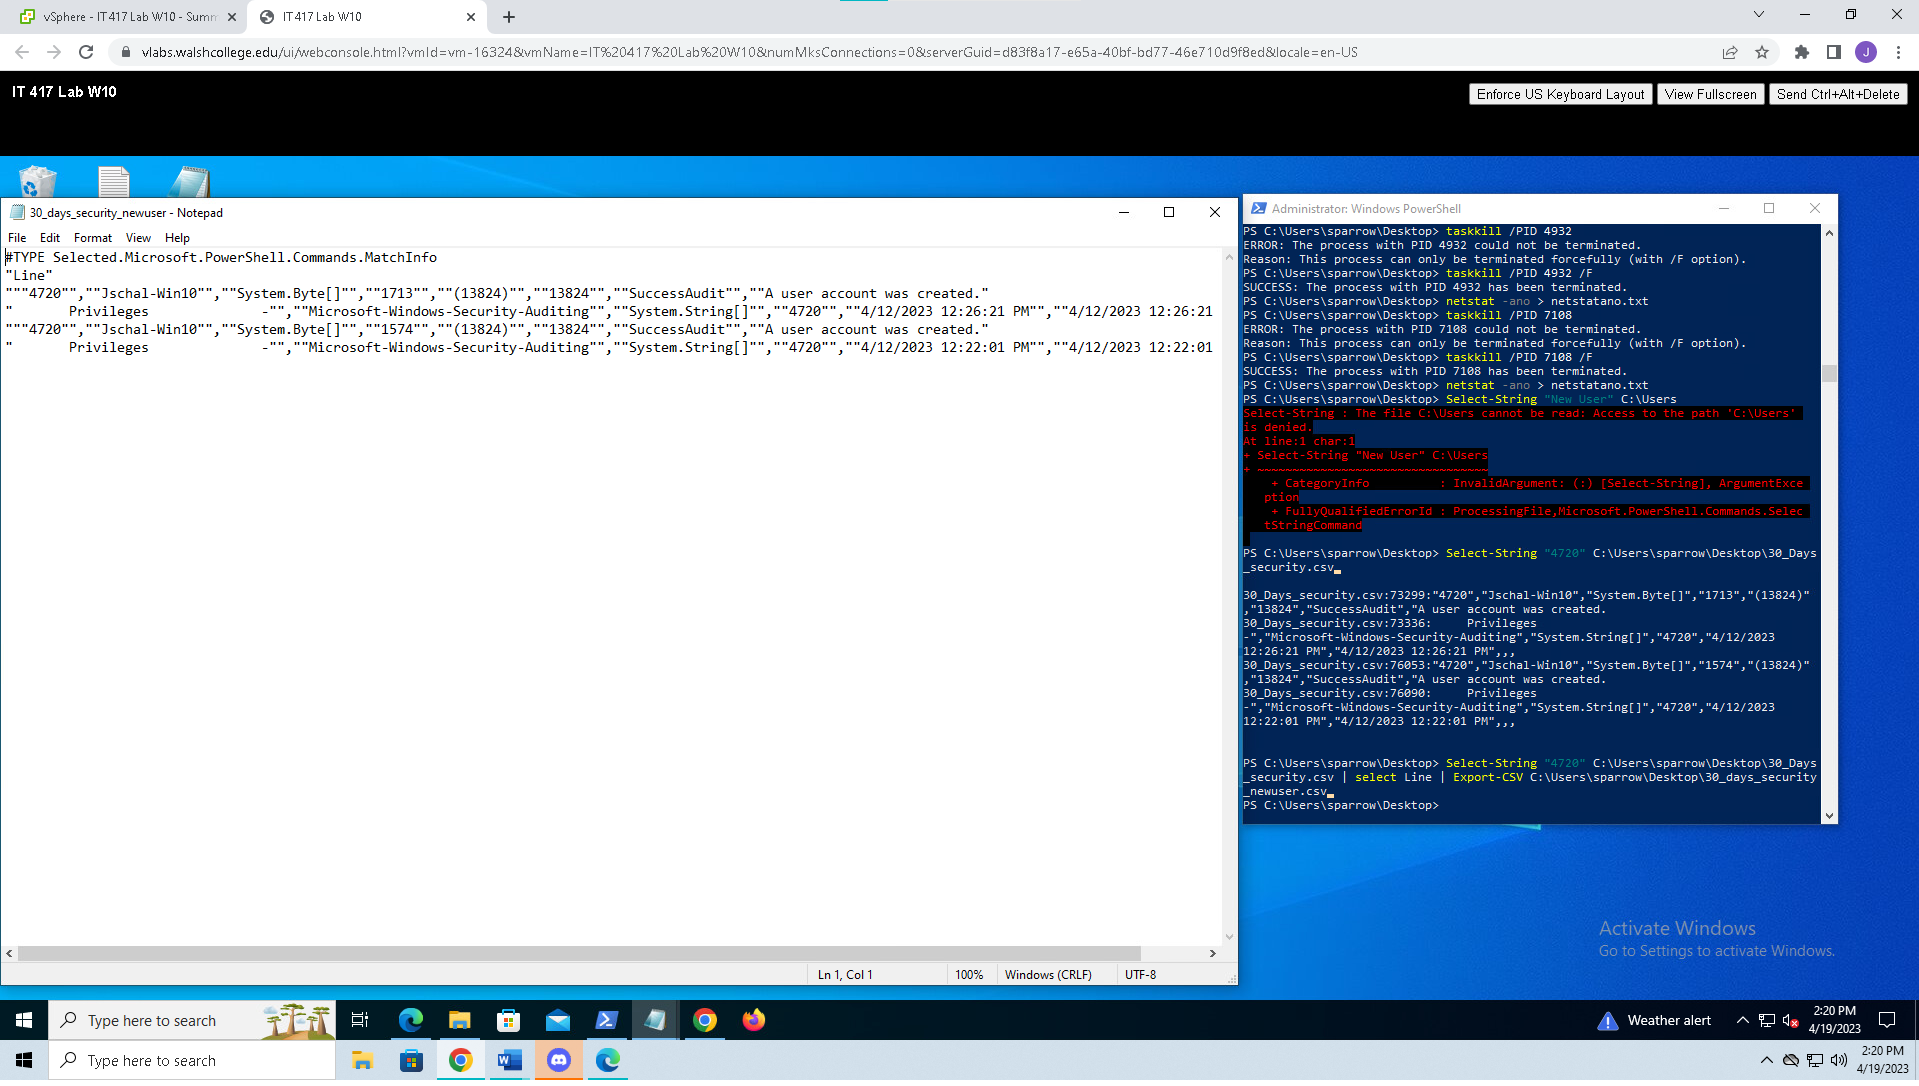 vSphere - IT 417 Lab W10 - Summ
IT 417 Lab W10
vlabs.walshcollege.edu/ui/webconsole.html?vmId=vm-16324&vmName=IT%20417%20Lab%20W10&numMksConnections=0&serverGuid=d83f8a17-e65a-40bf-bd77-46e710d9f8ed&locale=en-US
J
IT 417 Lab W10
Enforce US Keyboard Layout
View Fullscreen
Send Ctrl+Alt+Delete
30_days_security_newuser - Notepad
File Edit Format View Help
#TYPE Selected.Microsoft.PowerShell.Commands.MatchInfo
"Line"
"""4720"",""Jschal-Win10"",""System.Byte[]"",""1713"",""(13824)"",""13824"",""SuccessAudit"",""A user account was created."
"        Privileges              -"",""Microsoft-Windows-Security-Auditing"",""System.String[]"",""4720"",""4/12/2023 12:26:21 PM"",""4/12/2023 12:26:21
"""4720"",""Jschal-Win10"",""System.Byte[]"",""1574"",""(13824)"",""13824"",""SuccessAudit"",""A user account was created."
"        Privileges              -"",""Microsoft-Windows-Security-Auditing"",""System.String[]"",""4720"",""4/12/2023 12:22:01 PM"",""4/12/2023 12:22:01
Ln 1, Col 1
100%
Windows (CRLF)
UTF-8
Administrator: Windows PowerShell
PS C:\Users\sparrow\Desktop> taskkill /PID 4932
ERROR: The process with PID 4932 could not be terminated.
Reason: This process can only be terminated forcefully (with /F option).
PS C:\Users\sparrow\Desktop> taskkill /PID 4932 /F
SUCCESS: The process with PID 4932 has been terminated.
PS C:\Users\sparrow\Desktop> netstat -ano > netstatano.txt
PS C:\Users\sparrow\Desktop> taskkill /PID 7108
ERROR: The process with PID 7108 could not be terminated.
Reason: This process can only be terminated forcefully (with /F option).
PS C:\Users\sparrow\Desktop> taskkill /PID 7108 /F
SUCCESS: The process with PID 7108 has been terminated.
PS C:\Users\sparrow\Desktop> netstat -ano > netstatano.txt
PS C:\Users\sparrow\Desktop> Select-String "New User" C:\Users
Select-String : The file C:\Users cannot be read: Access to the path 'C:\Users'
is denied.
At line:1 char:1
+ Select-String "New User" C:\Users
+ ~~~~~~~~~~~~~~~~~~~~~~~~~~~~~~~~~
    + CategoryInfo          : InvalidArgument: (:) [Select-String], ArgumentExce
   ption
    + FullyQualifiedErrorId : ProcessingFile,Microsoft.PowerShell.Commands.Selec
   tStringCommand
PS C:\Users\sparrow\Desktop> Select-String "4720" C:\Users\sparrow\Desktop\30_Days
_security.csv
30_Days_security.csv:73299:"4720","Jschal-Win10","System.Byte[]","1713","(13824)"
,"13824","SuccessAudit","A user account was created.
30_Days_security.csv:73336:     Privileges
-","Microsoft-Windows-Security-Auditing","System.String[]","4720","4/12/2023
12:26:21 PM","4/12/2023 12:26:21 PM",,,
30_Days_security.csv:76053:"4720","Jschal-Win10","System.Byte[]","1574","(13824)"
,"13824","SuccessAudit","A user account was created.
30_Days_security.csv:76090:     Privileges
-","Microsoft-Windows-Security-Auditing","System.String[]","4720","4/12/2023
12:22:01 PM","4/12/2023 12:22:01 PM",,,
PS C:\Users\sparrow\Desktop> Select-String "4720" C:\Users\sparrow\Desktop\30_Days
_security.csv | select Line | Export-CSV C:\Users\sparrow\Desktop\30_days_security
_newuser.csv
PS C:\Users\sparrow\Desktop>
Activate Windows
Go to Settings to activate Windows.
Type here to search
Weather alert
2:20 PM
4/19/2023
Type here to search
2:20 PM
4/19/2023